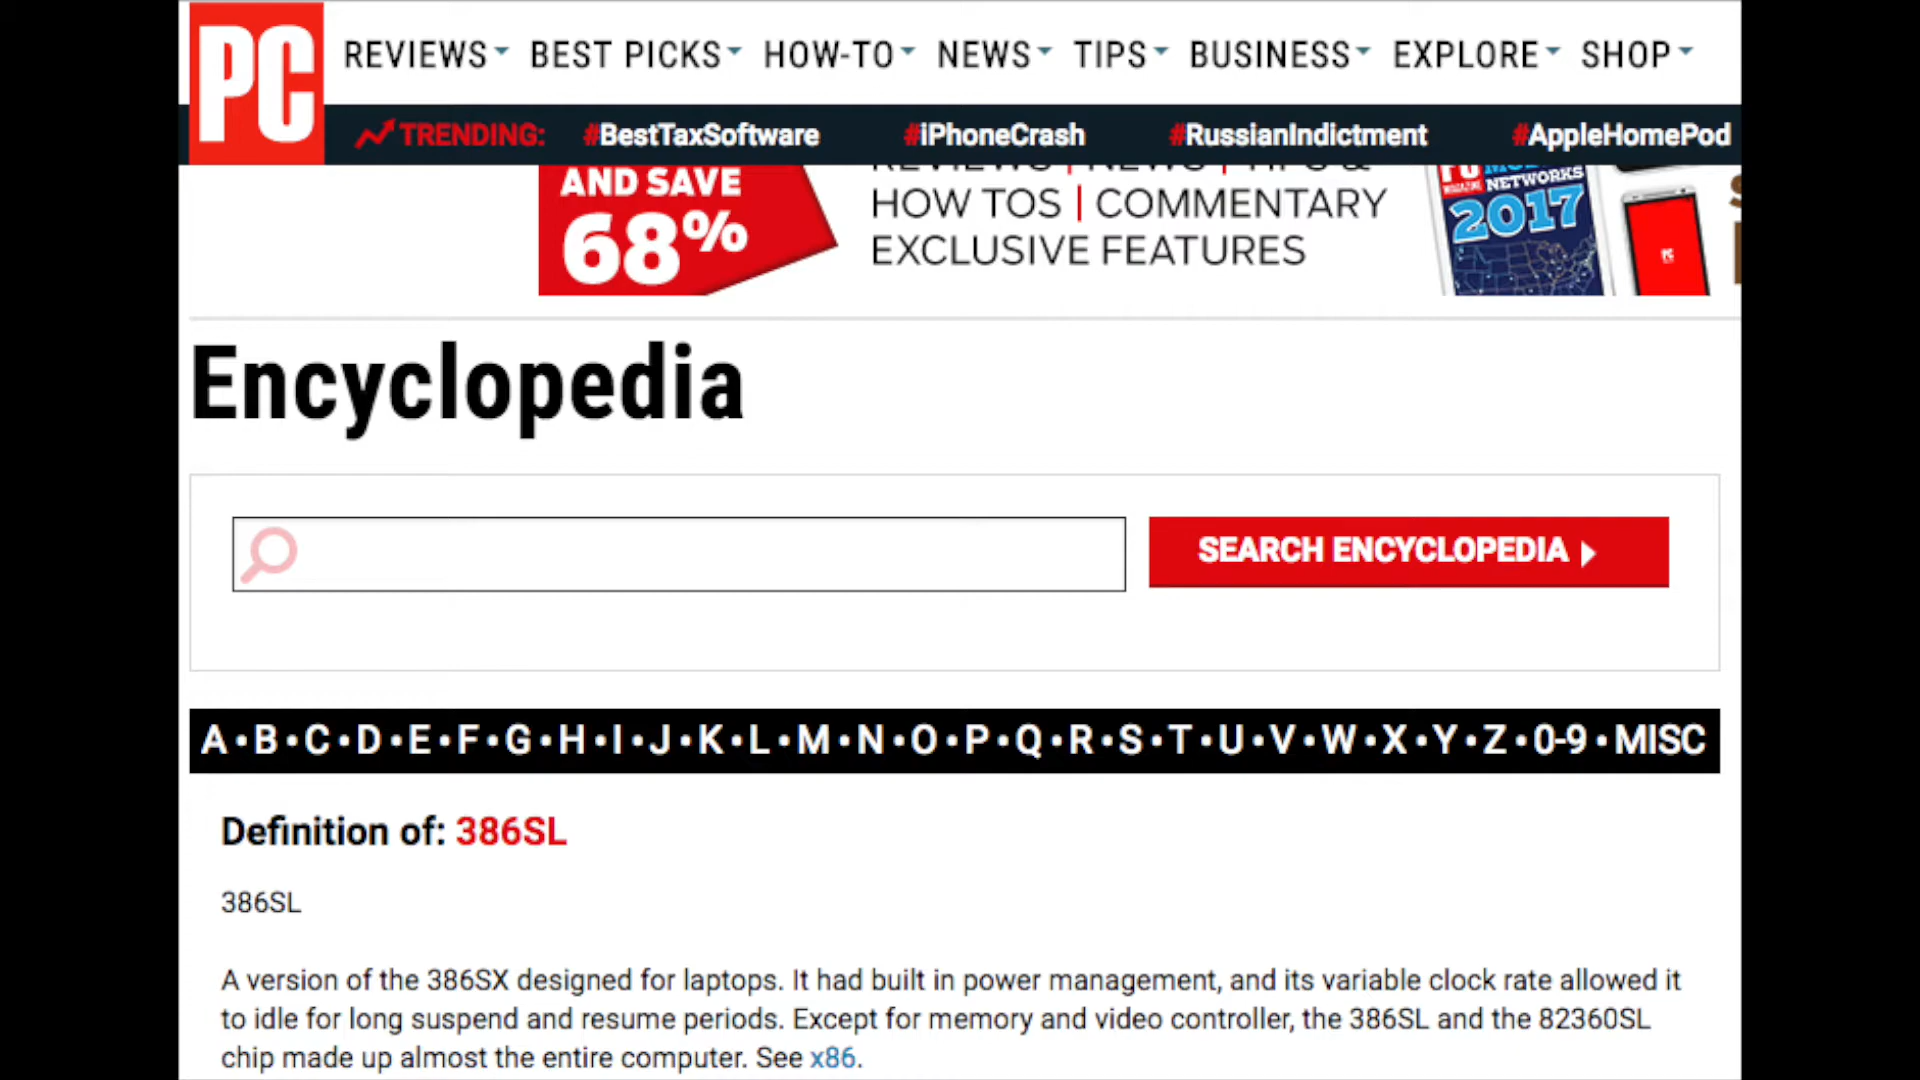 PC
REVIEWS BEST PICKS HOW-TO NEWS TIPS BUSINESS EXPLORE SHOP
TRENDING: #BestTaxSoftware #iPhoneCrash #RussianIndictment #AppleHomePod
AND SAVE
68%
HOW TOS | COMMENTARY
EXCLUSIVE FEATURES
NETWORKS
2017
Encyclopedia
SEARCH ENCYCLOPEDIA
A•B•C•D•E•F•G•H•I•J•K•L•M•N•O•P•Q•R•S•T•U•V•W•X•Y•Z•0-9•MISC
Definition of: 386SL
386SL
A version of the 386SX designed for laptops. It had built in power management, and its variable clock rate allowed it
to idle for long suspend and resume periods. Except for memory and video controller, the 386SL and the 82360SL
chip made up almost the entire computer. See x86.